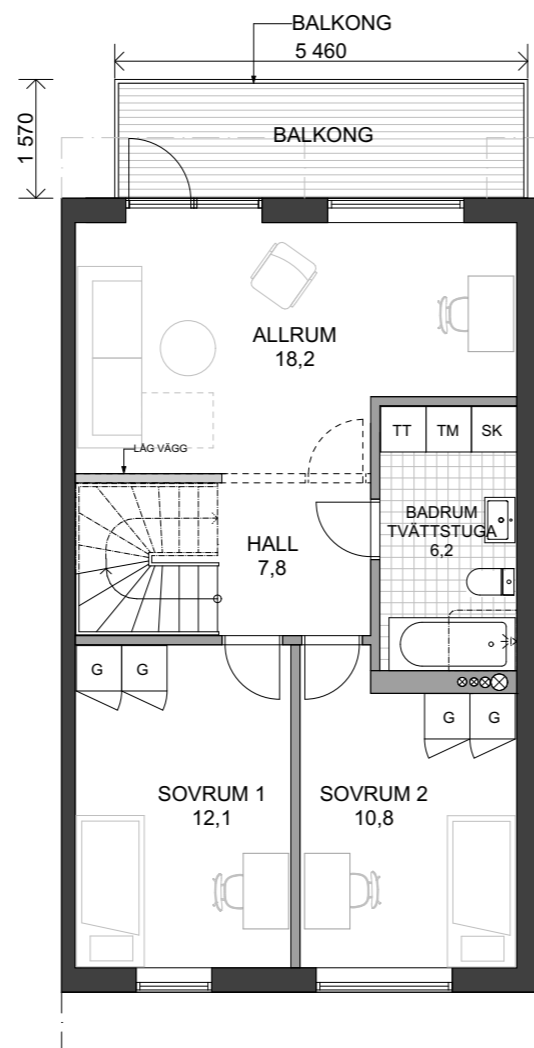 BALKONG
5 460
1 570
BALKONG
ALLRUM
18,2
LÅG VÄGG
TT
TM
SK
HALL
7,8
BADRUM
TVÄTTSTUGA
6,2
G
G
G
G
SOVRUM 1
12,1
SOVRUM 2
10,8